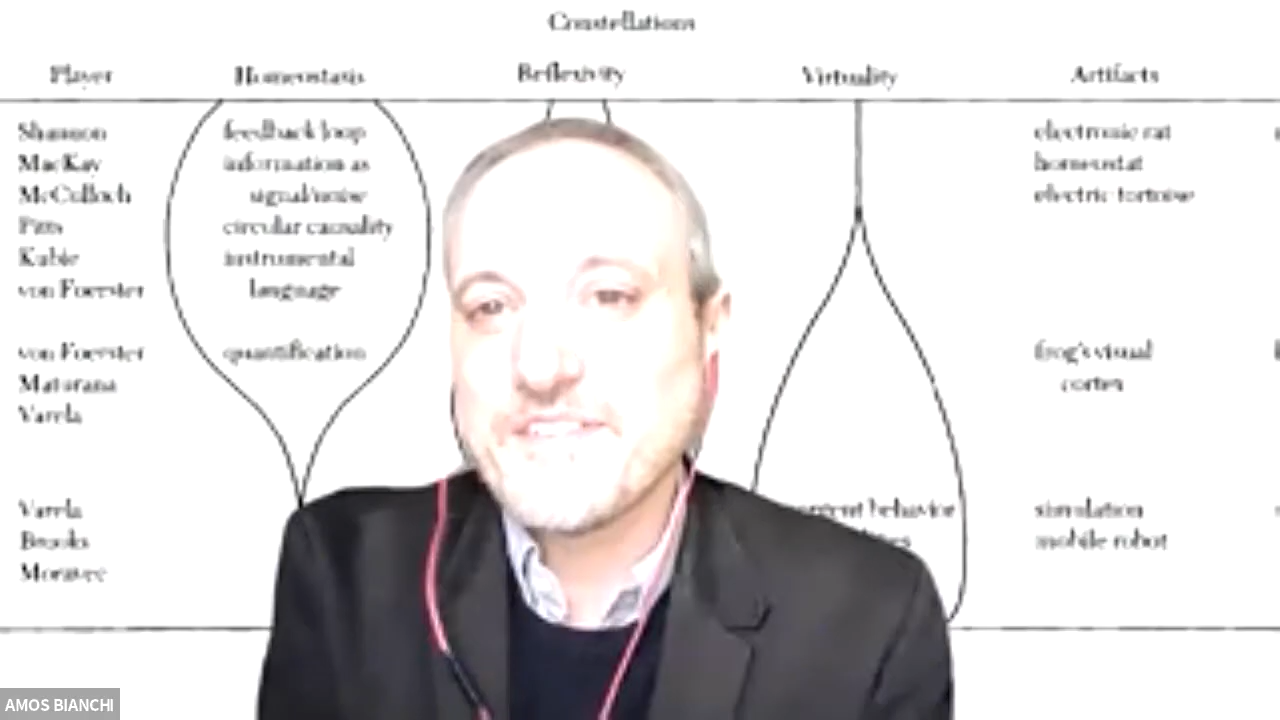 Constellations
Player Homeostasis Reflexivity Virtuality Artifacts
Shannon feedback loop electronic rat
MacKay information as homeostat
McCulloch signal/noise electric tortoise
Pitts circular causality
Kubie instrumental
von Foerster language
von Foerster quantification frog's visual
Maturana cortex
Varela
Varela ergent behavior simulation
Brooks mobile robot
Moravec
AMOS BIANCHI